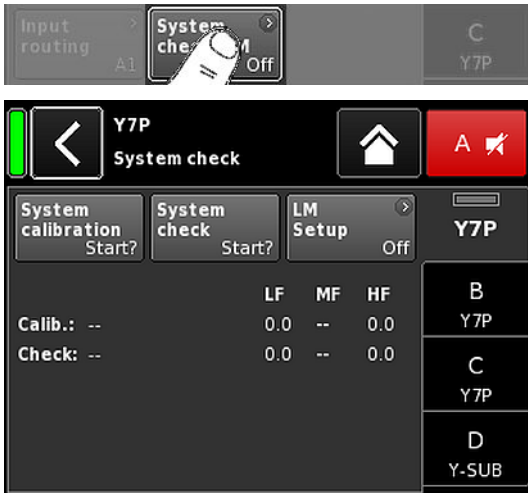 Input
routing
A1
System
Off
C
Y7P
Y7P
System check
A
System
calibration
Start?
System
check
Start?
LM
Setup
Off
Y7P
LF MF HF
Calib.: -- 0.0 -- 0.0
Check: -- 0.0 -- 0.0
B
Y7P
C
Y7P
D
Y-SUB